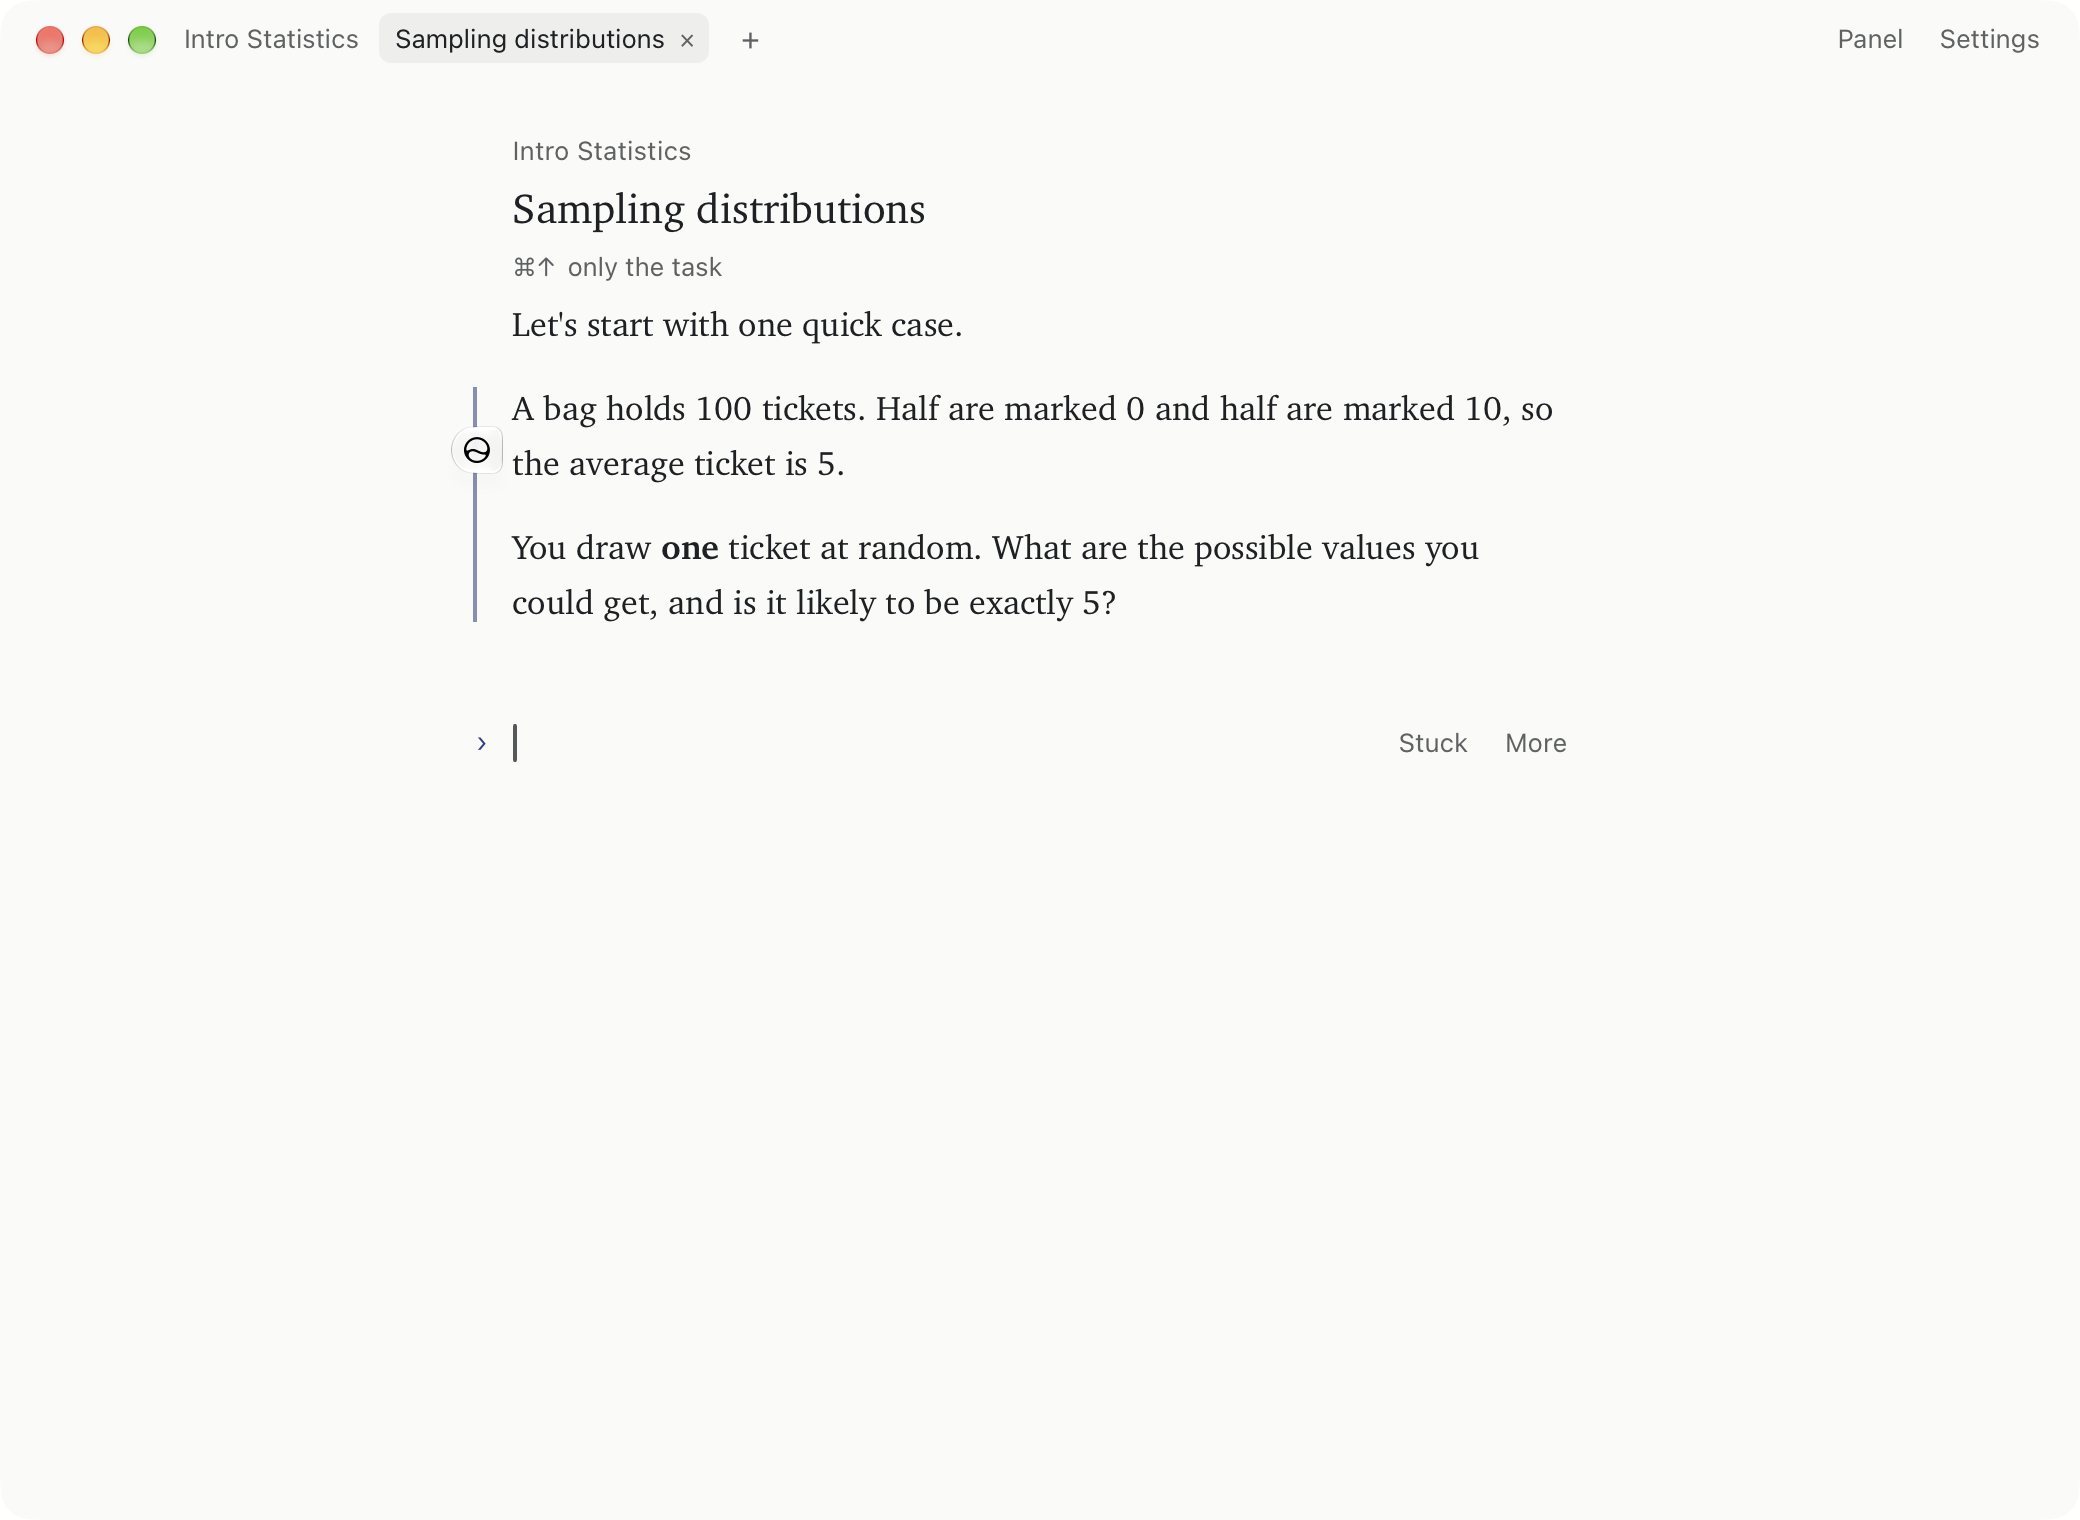 Intro Statistics
Sampling distributions ×
+
Panel
Settings
Intro Statistics
Sampling distributions
⌘↑ only the task
Let's start with one quick case.
A bag holds 100 tickets. Half are marked 0 and half are marked 10, so
the average ticket is 5.
You draw one ticket at random. What are the possible values you
could get, and is it likely to be exactly 5?
›
Stuck
More